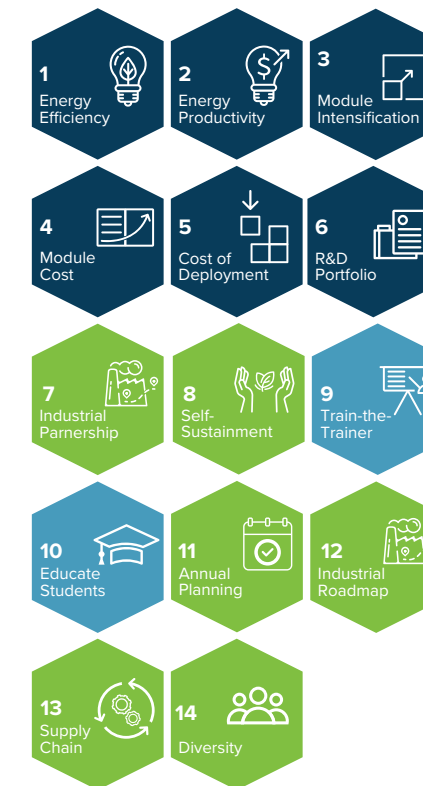 1
Energy
Efficiency
2
Energy
Productivity
3
Module
Intensification
4
Module
Cost
5
Cost of
Deployment
6
R&D
Portfolio
7
Industrial
Parnership
8
Self-
Sustainment
9
Train-the-
Trainer
10
Educate
Students
11
Annual
Planning
12
Industrial
Roadmap
13
Supply
Chain
14
Diversity